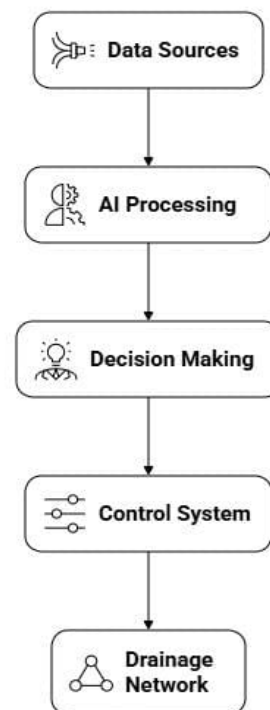 Data Sources
AI Processing
Decision Making
Control System
Drainage
Network